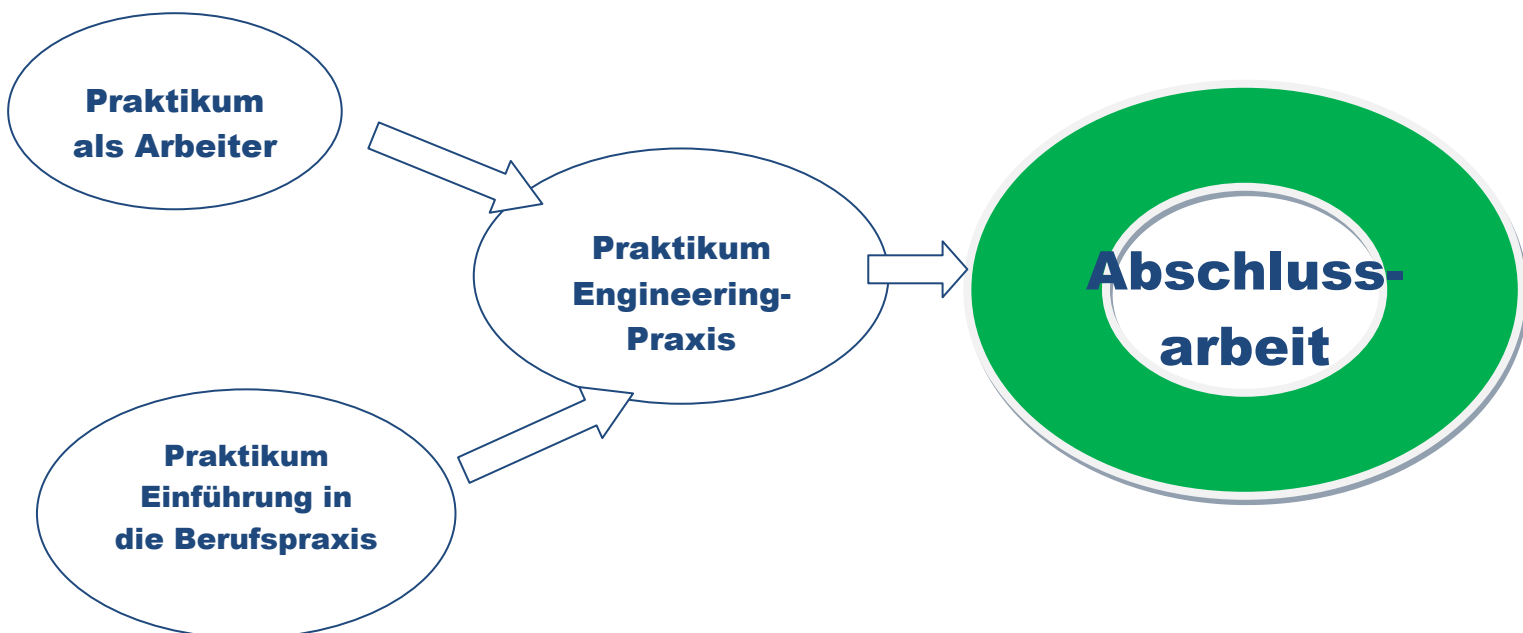 Praktikum
als Arbeiter
Praktikum
Engineering-
Praxis
Abschluss-
arbeit
Praktikum
Einführung in
die Berufspraxis